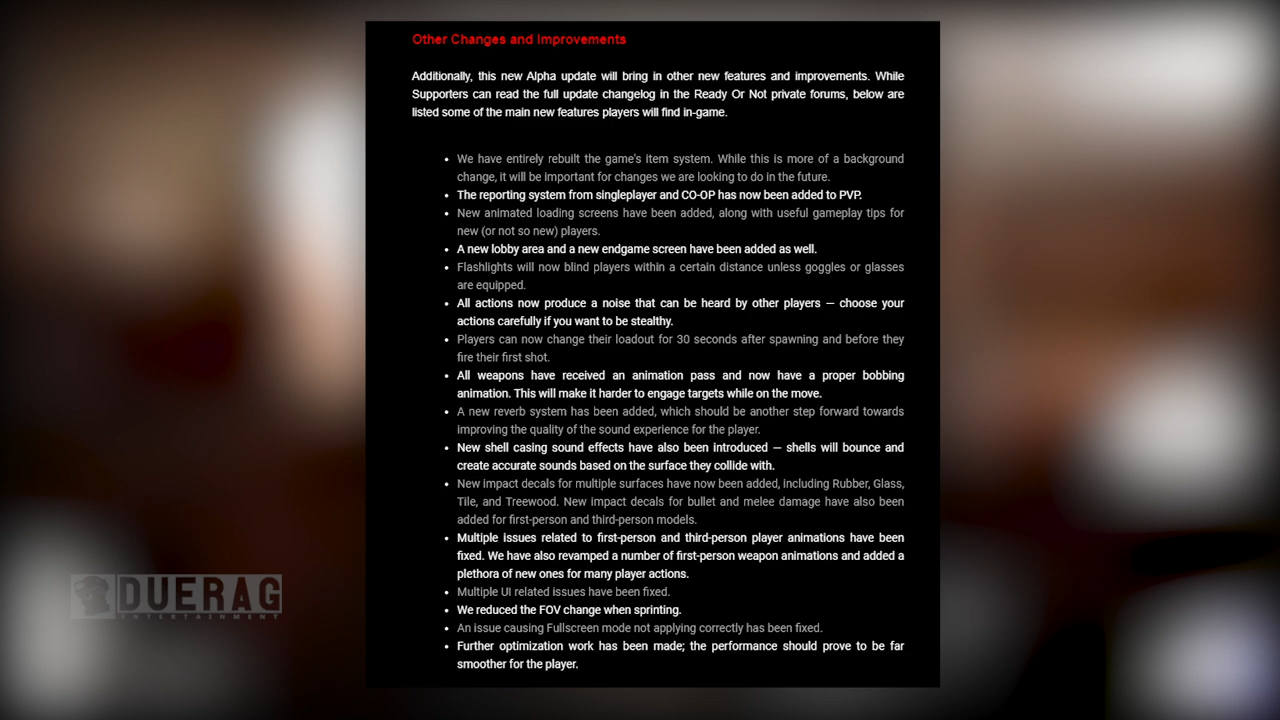 Other Changes and Improvements
Additionally, this new Alpha update will bring in other new features and improvements. While
Supporters can read the full update changelog in the Ready Or Not private forums, below are
listed some of the main new features players will find in-game.
• We have entirely rebuilt the game's item system. While this is more of a background
change, it will be important for changes we are looking to do in the future.
• The reporting system from singleplayer and CO-OP has now been added to PVP.
• New animated loading screens have been added, along with useful gameplay tips for
new (or not so new) players.
• A new lobby area and a new endgame screen have been added as well.
• Flashlights will now blind players within a certain distance unless goggles or glasses
are equipped.
• All actions now produce a noise that can be heard by other players — choose your
actions carefully if you want to be stealthy.
• Players can now change their loadout for 30 seconds after spawning and before they
fire their first shot.
• All weapons have received an animation pass and now have a proper bobbing
animation. This will make it harder to engage targets while on the move.
• A new reverb system has been added, which should be another step forward towards
improving the quality of the sound experience for the player.
• New shell casing sound effects have also been introduced — shells will bounce and
create accurate sounds based on the surface they collide with.
• New impact decals for multiple surfaces have now been added, including Rubber, Glass,
Tile, and Treewood. New impact decals for bullet and melee damage have also been
added for first-person and third-person models.
• Multiple issues related to first-person and third-person player animations have been
fixed. We have also revamped a number of first-person weapon animations and added a
plethora of new ones for many player actions.
• Multiple UI related issues have been fixed.
• We reduced the FOV change when sprinting.
• An issue causing Fullscreen mode not applying correctly has been fixed.
• Further optimization work has been made; the performance should prove to be far
smoother for the player.
DUERAG
ENTERTAINMENT